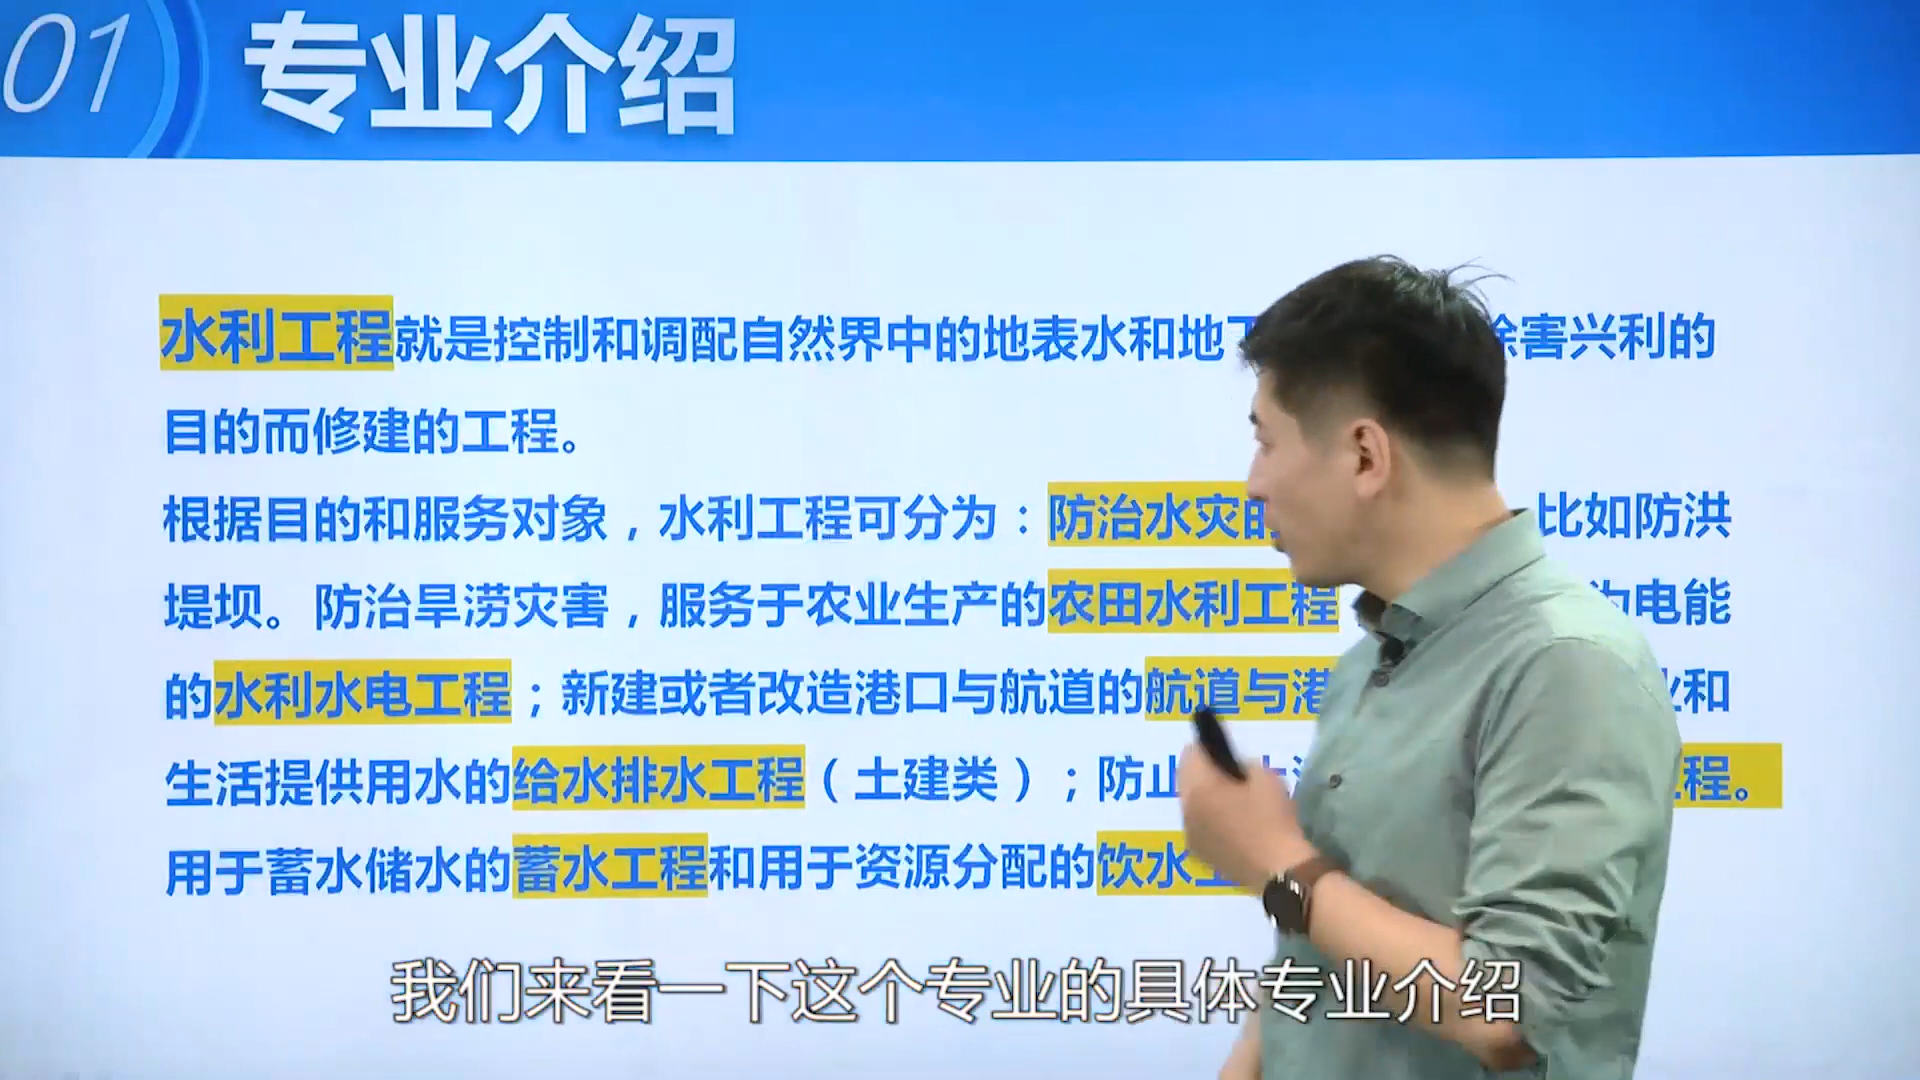 01 专业介绍
水利工程就是控制和调配自然界中的地表水和地 除害兴利的
目的而修建的工程。
根据目的和服务对象，水利工程可分为：防治水灾的 比如防洪
堤坝。防治旱涝灾害，服务于农业生产的农田水利工程 为电能
的水利水电工程；新建或者改造港口与航道的航道与港 和
生活提供用水的给水排水工程（土建类）；防止 工程。
用于蓄水储水的蓄水工程和用于资源分配的饮水
我们来看一下这个专业的具体专业介绍